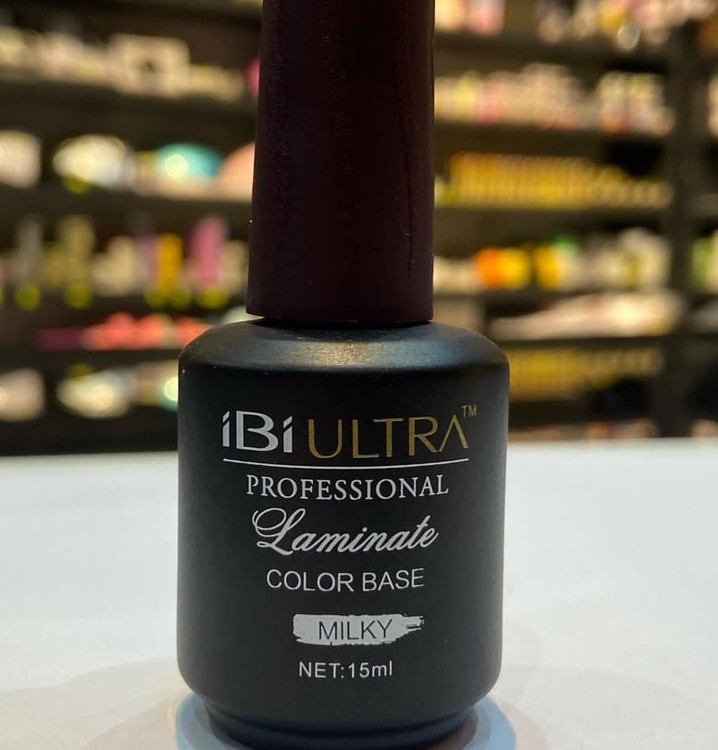 iBi ULTRA™
PROFESSIONAL
Laminate
COLOR BASE
MILKY
NET:15ml